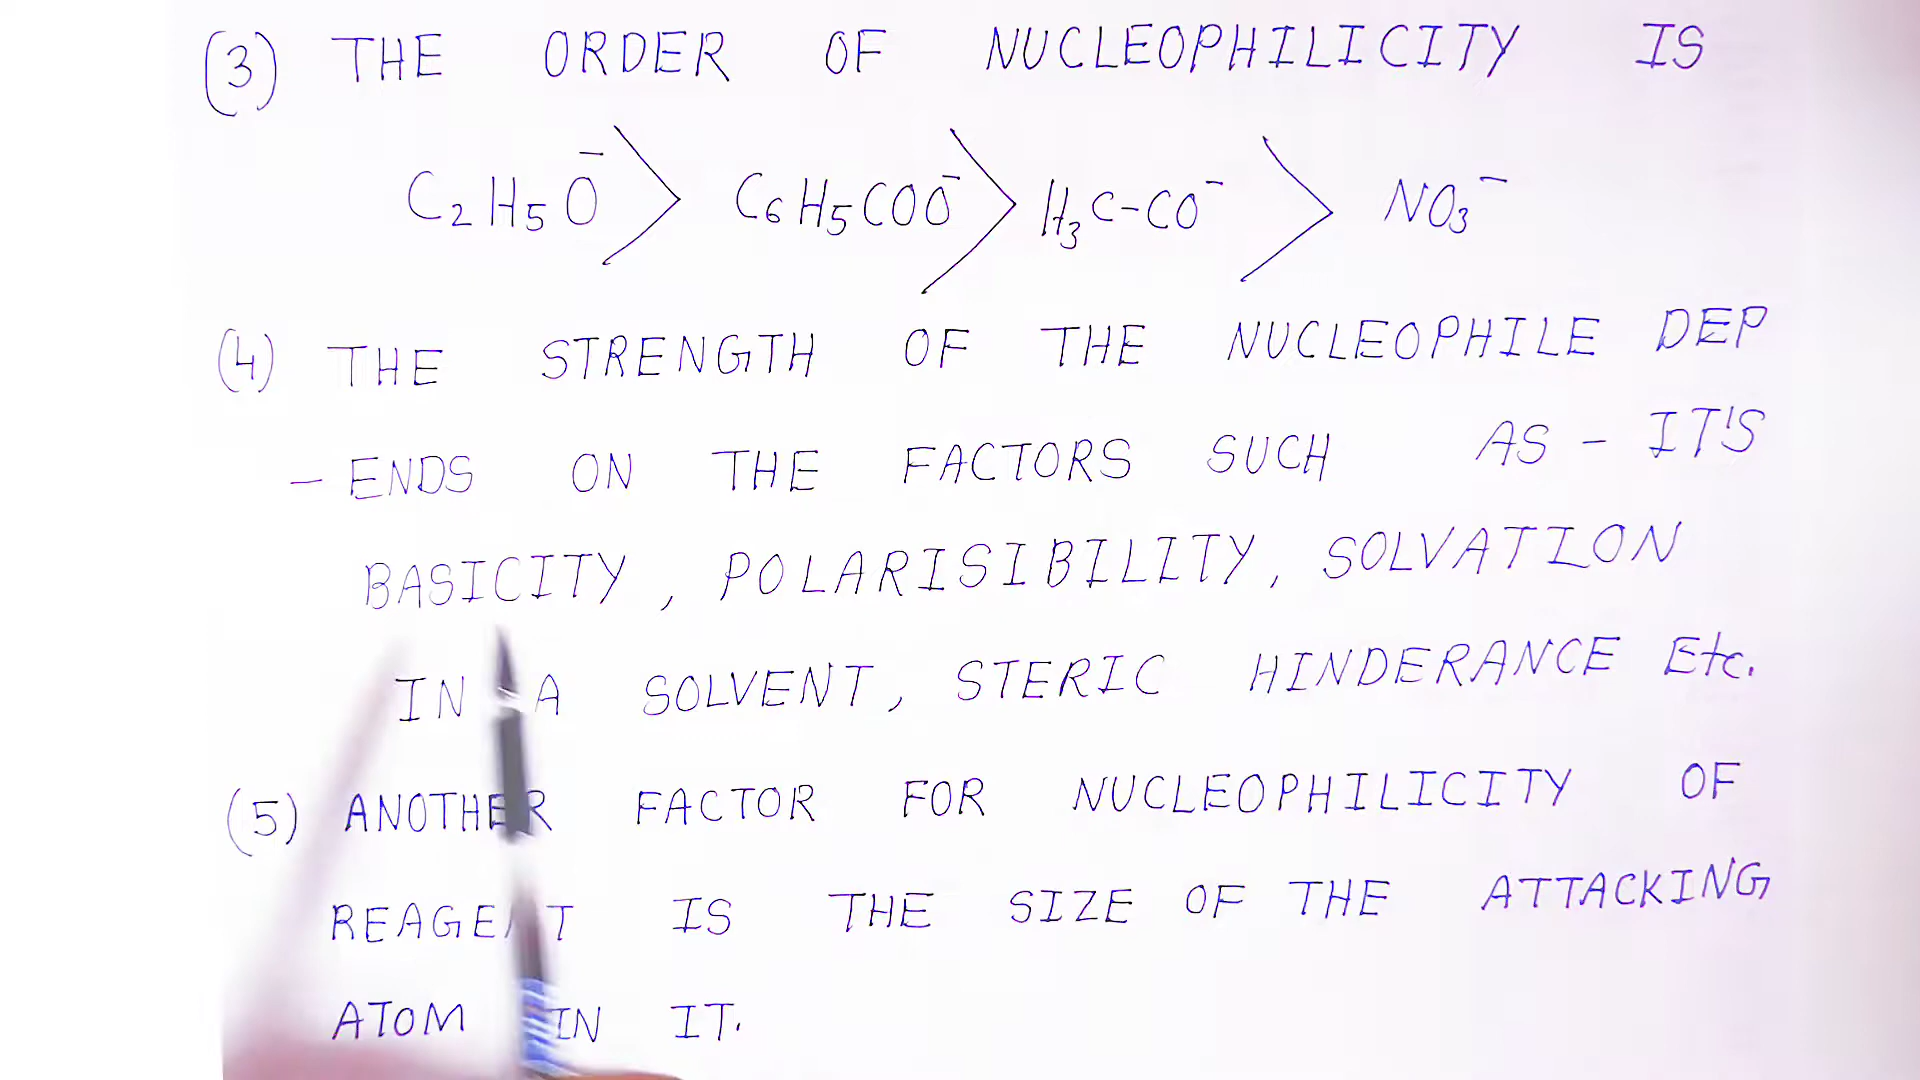 (3) THE ORDER OF NUCLEOPHILICITY IS
C2H5O⁻ > C6H5COO⁻ > H3C-CO⁻ > NO3⁻
(4) THE STRENGTH OF THE NUCLEOPHILE DEP
- ENDS ON THE FACTORS SUCH AS - IT'S
BASICITY, POLARISIBILITY, SOLVATION
IN A SOLVENT, STERIC HINDERANCE Etc.
(5) ANOTHER FACTOR FOR NUCLEOPHILICITY OF
REAGENT IS THE SIZE OF THE ATTACKING
ATOM IN IT.